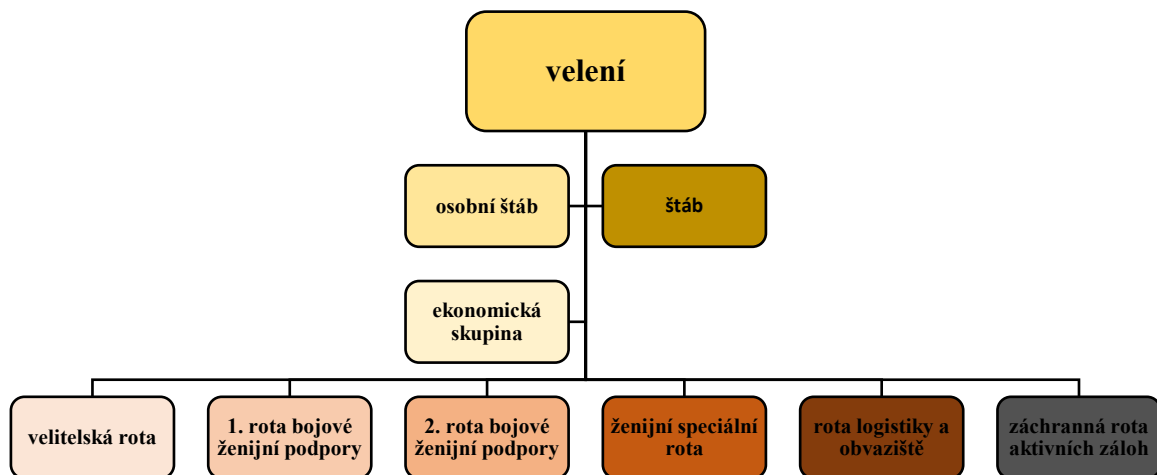 velení
osobní štáb
štáb
ekonomická
skupina
velitelská rota
1. rota bojové
ženijní podpory
2. rota bojové
ženijní podpory
ženijní speciální
rota
rota logistiky a
obvaziště
záchranná rota
aktivních záloh